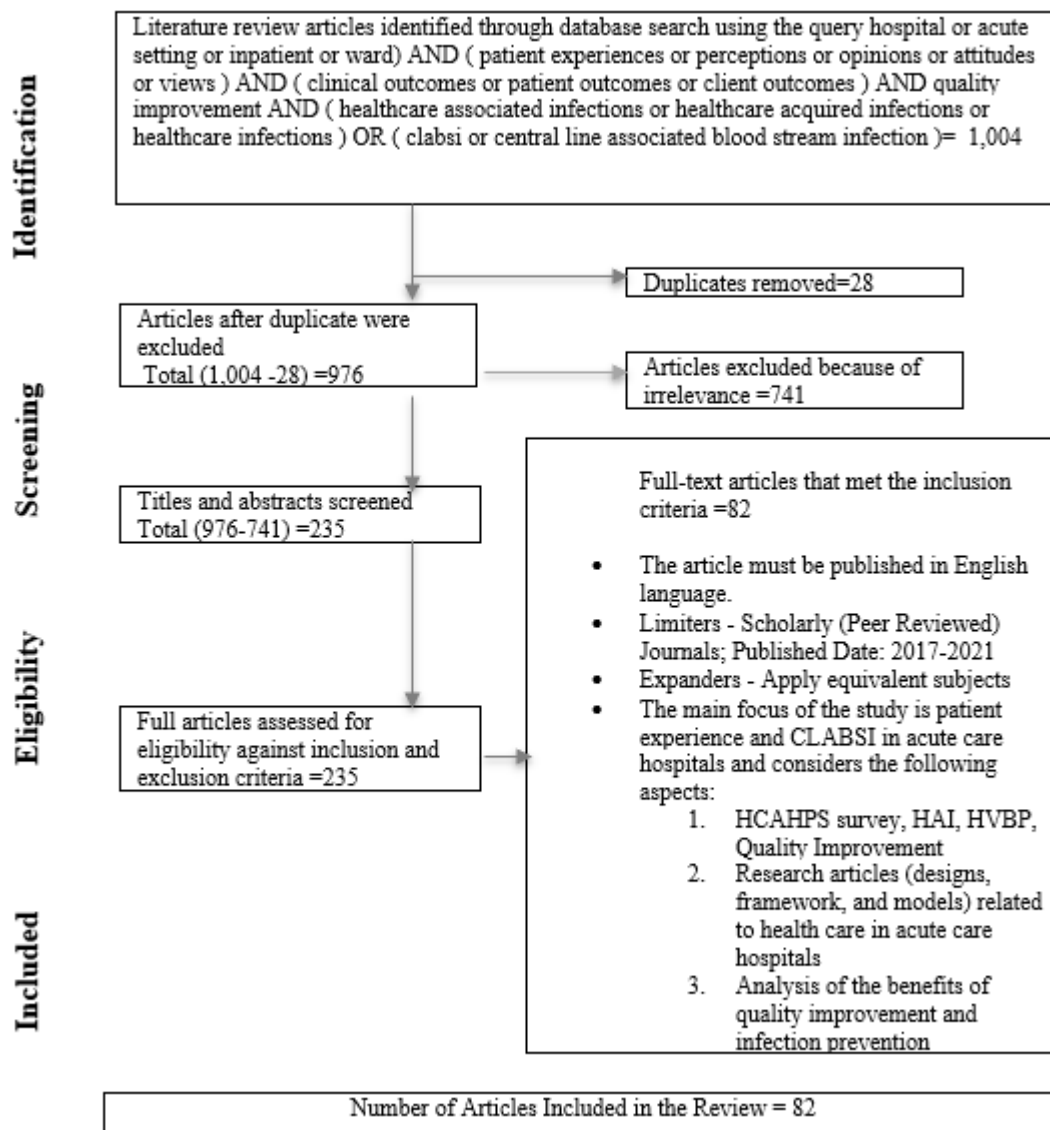 Identification
Literature review articles identified through database search using the query hospital or acute
setting or inpatient or ward) AND ( patient experiences or perceptions or opinions or attitudes
or views ) AND ( clinical outcomes or patient outcomes or client outcomes ) AND quality
improvement AND ( healthcare associated infections or healthcare acquired infections or
healthcare infections ) OR ( clabsi or central line associated blood stream infection )= 1,004
Duplicates removed=28
Screening
Articles after duplicate were
excluded
Total (1,004 -28) =976
Articles excluded because of
irrelevance =741
Titles and abstracts screened
Total (976-741) =235
Eligibility
Full articles assessed for
eligibility against inclusion and
exclusion criteria =235
Full-text articles that met the inclusion
criteria =82
• The article must be published in English
language.
• Limiters - Scholarly (Peer Reviewed)
Journals; Published Date: 2017-2021
• Expanders - Apply equivalent subjects
• The main focus of the study is patient
experience and CLABSI in acute care
hospitals and considers the following
aspects:
1. HCAHPS survey, HAI, HVBP,
Quality Improvement
2. Research articles (designs,
framework, and models) related
to health care in acute care
hospitals
3. Analysis of the benefits of
quality improvement and
infection prevention
Included
Number of Articles Included in the Review = 82